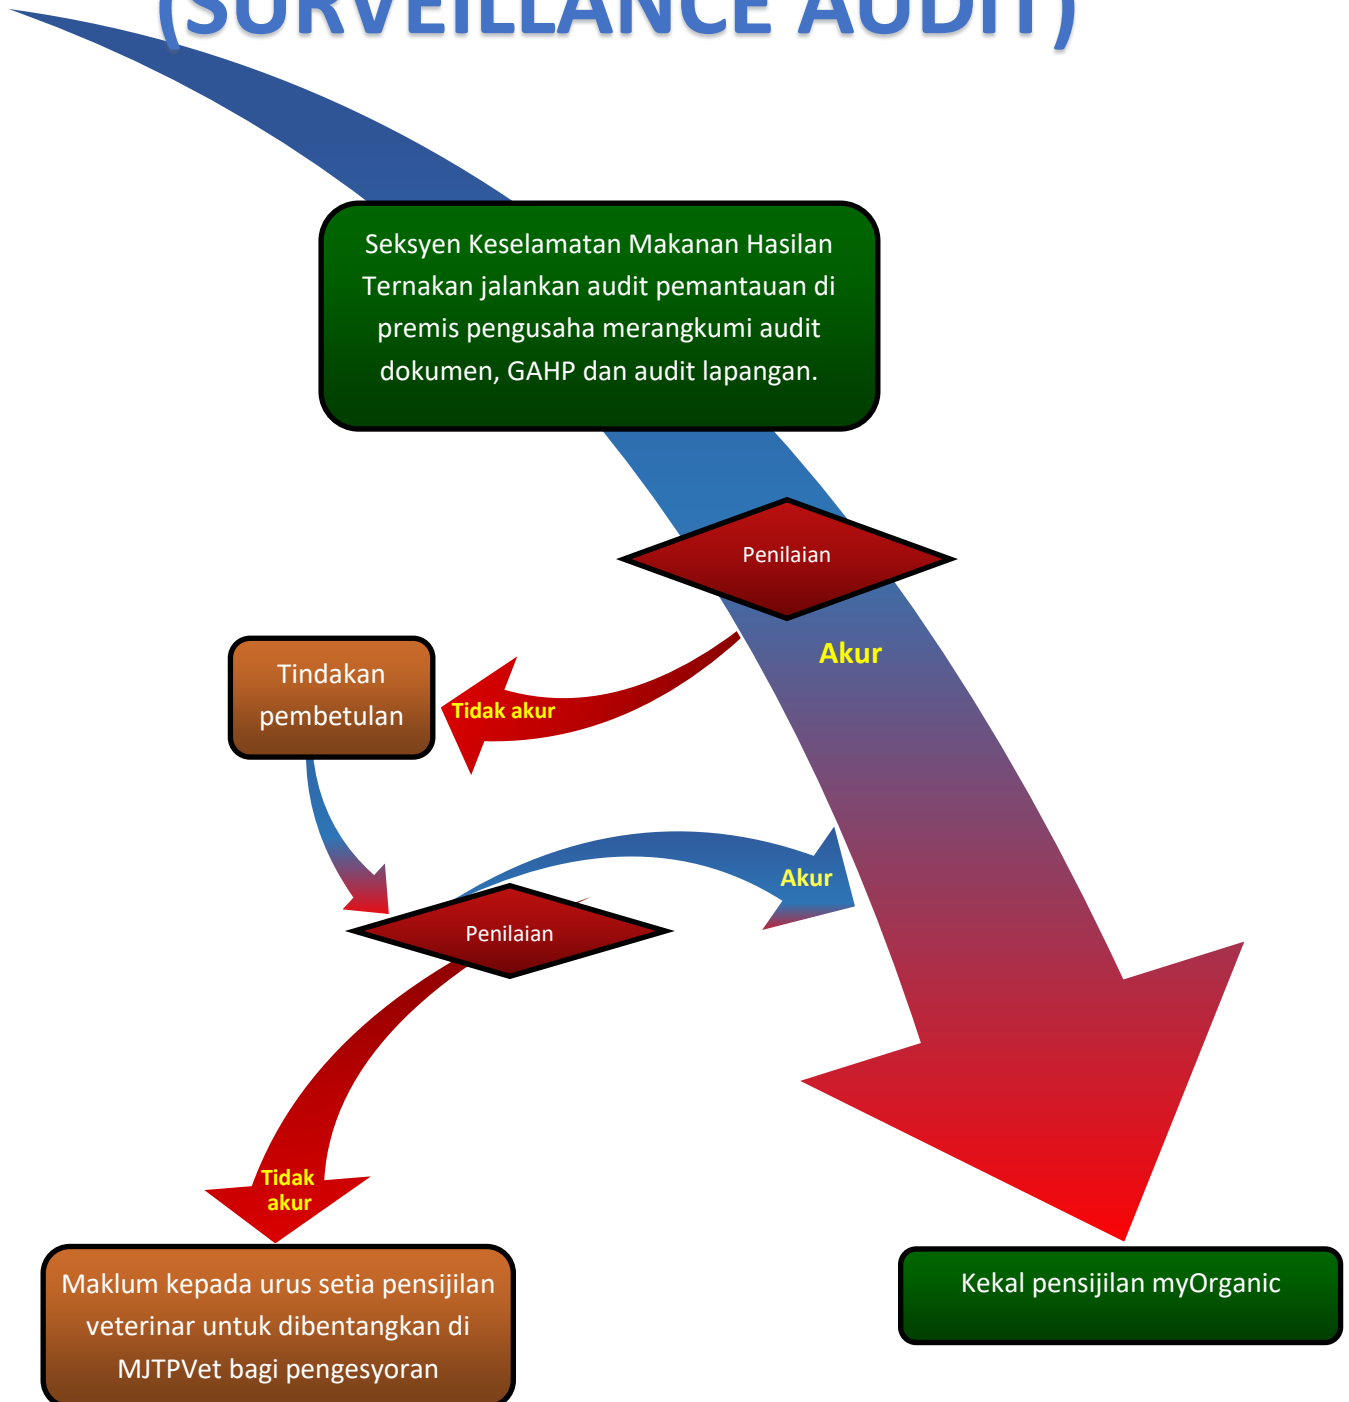 (SURVEILLANCE AUDIT)
Seksyen Keselamatan Makanan Hasilan
Ternakan jalankan audit pemantauan di
premis pengusaha merangkumi audit
dokumen, GAHP dan audit lapangan.
Penilaian
Akur
Tindakan
pembetulan
Tidak akur
Akur
Penilaian
Tidak
akur
Maklum kepada urus setia pensijilan
veterinar untuk dibentangkan di
MJTPVet bagi pengesyoran
Kekal pensijilan myOrganic